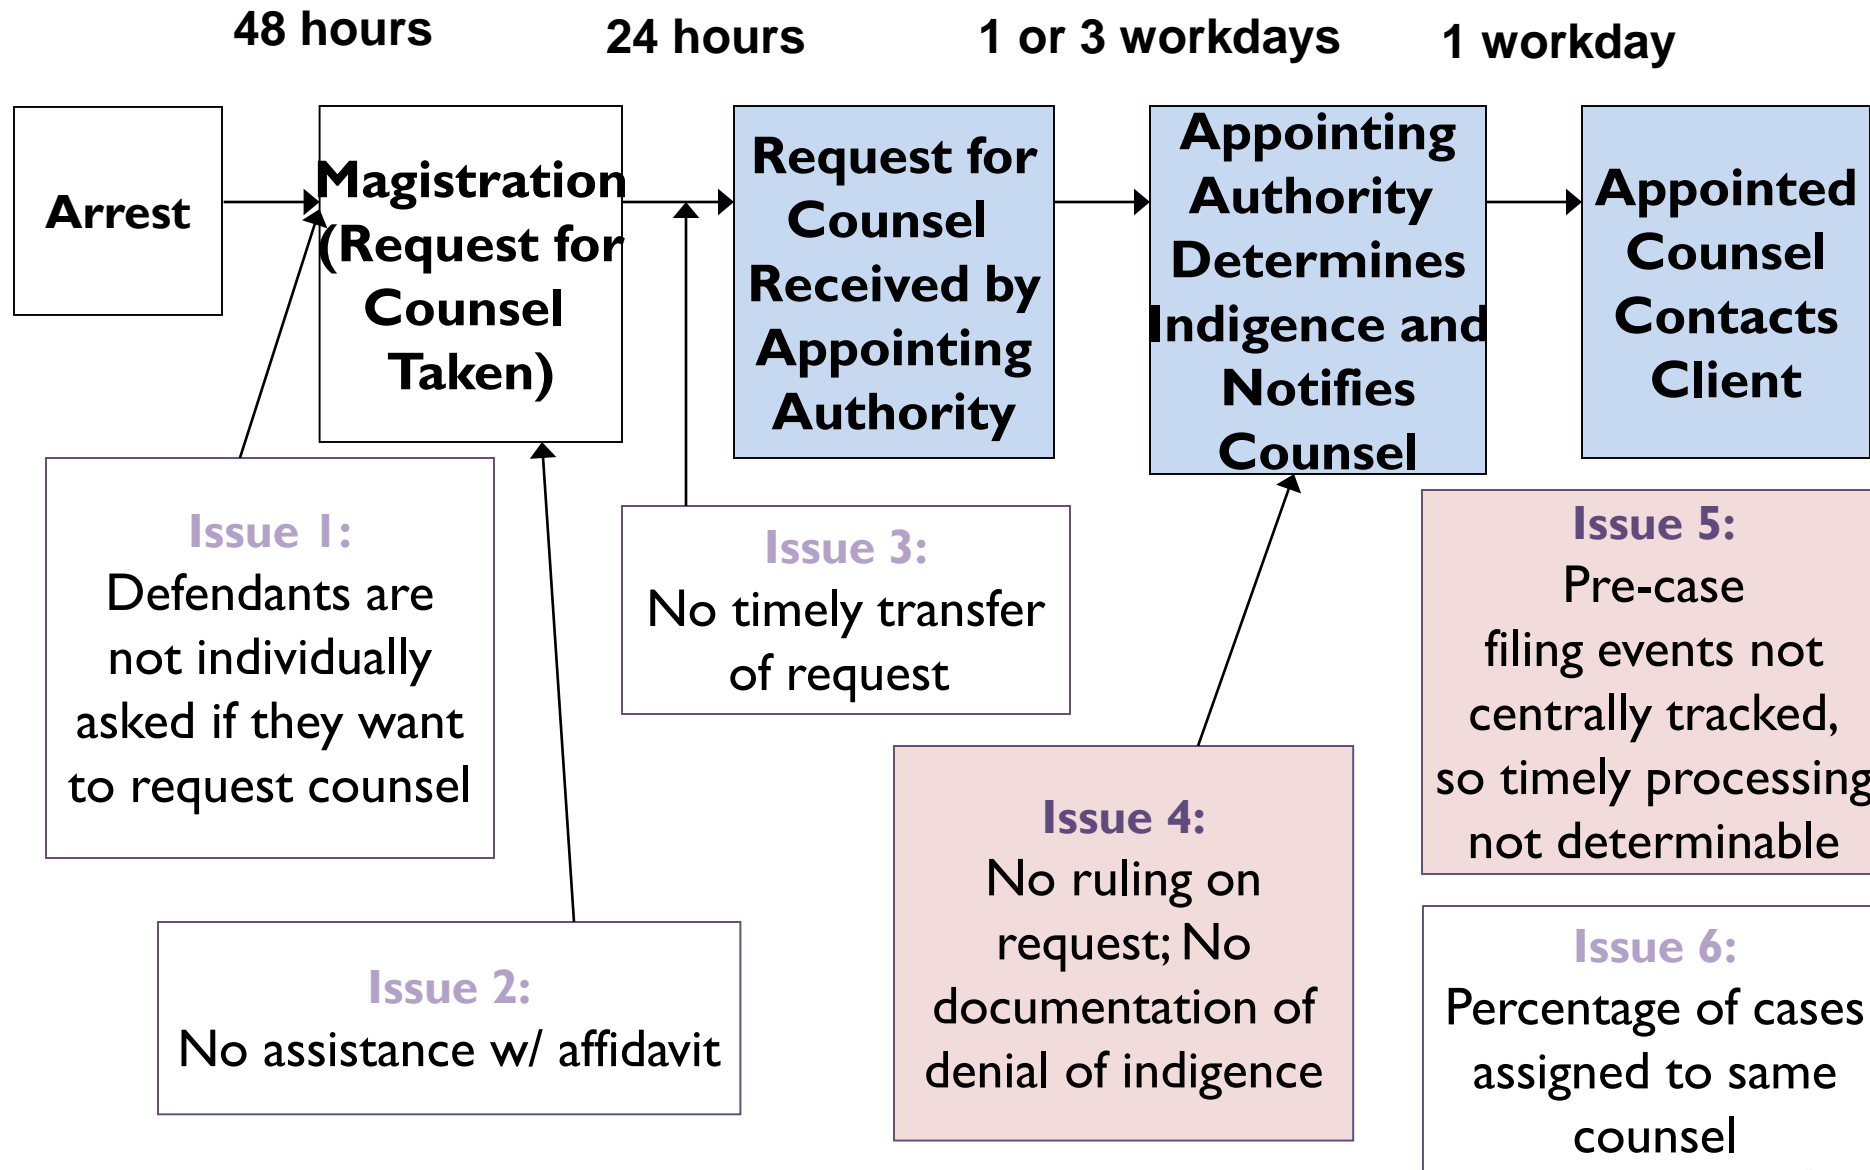 48 hours
24 hours
1 or 3 workdays
1 workday
Arrest
Magistration
(Request for
Counsel
Taken)
Request for
Counsel
Received by
Appointing
Authority
Appointing
Authority
Determines
Indigence and
Notifies
Counsel
Appointed
Counsel
Contacts
Client
Issue 1:
Defendants are
not individually
asked if they want
to request counsel
Issue 2:
No assistance w/ affidavit
Issue 3:
No timely transfer
of request
Issue 4:
No ruling on
request; No
documentation of
denial of indigence
Issue 5:
Pre-case
filing events not
centrally tracked,
so timely processing
not determinable
Issue 6:
Percentage of cases
assigned to same
counsel